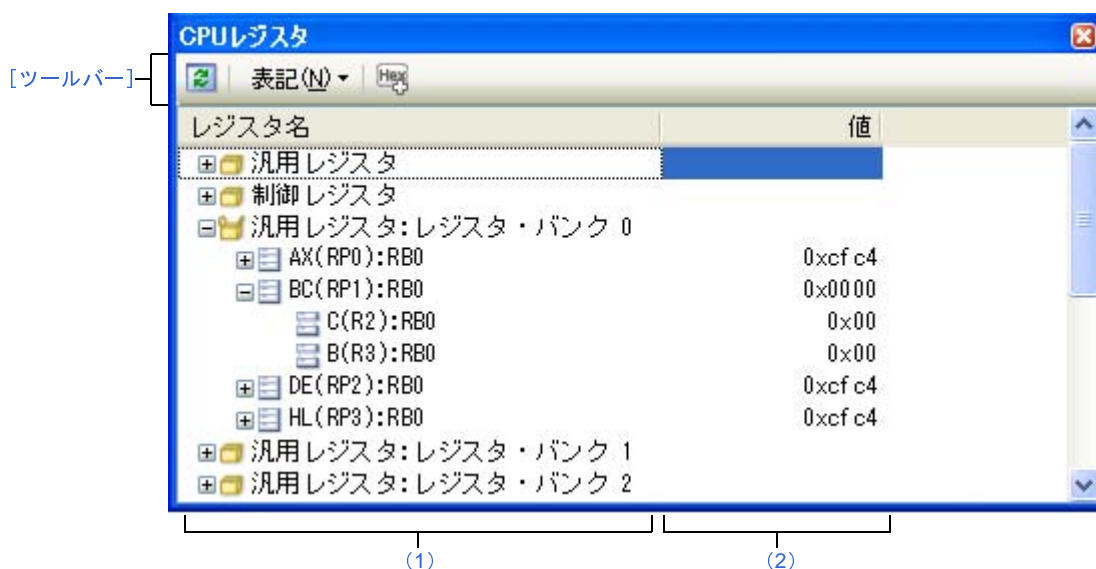 CPUレジスタ
[ツールバー]
表記(N)
Hex
レジスタ名 値
汎用レジスタ
制御レジスタ
汎用レジスタ:レジスタ・バンク 0
AX(RP0):RB0 0xcfc4
BC(RP1):RB0 0x0000
C(R2):RB0 0x00
B(R3):RB0 0x00
DE(RP2):RB0 0xcfc4
HL(RP3):RB0 0xcfc4
汎用レジスタ:レジスタ・バンク 1
汎用レジスタ:レジスタ・バンク 2
(1) (2)